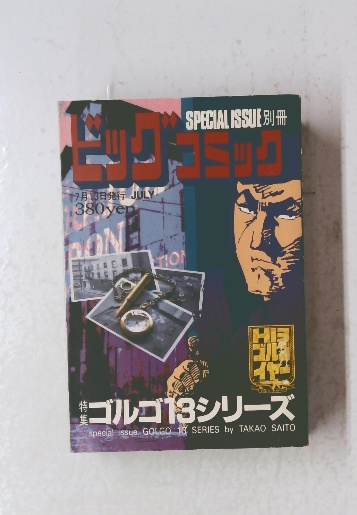 SPECIAL ISSUE 別冊
ビッグコミック
7月13日発行 JULY
380yen
特集
ゴルゴ13シリーズ
special issue GOLGO 13 SERIES by TAKAO SAITO